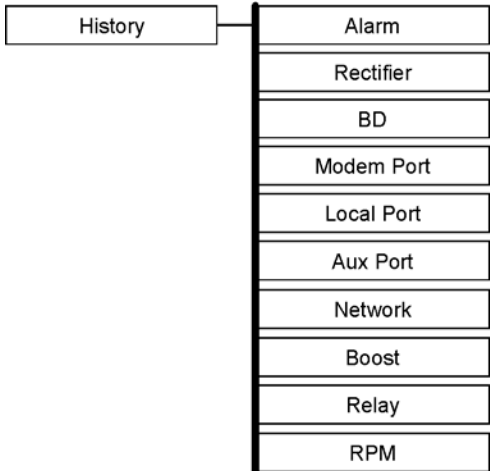 History
Alarm
Rectifier
BD
Modem Port
Local Port
Aux Port
Network
Boost
Relay
RPM